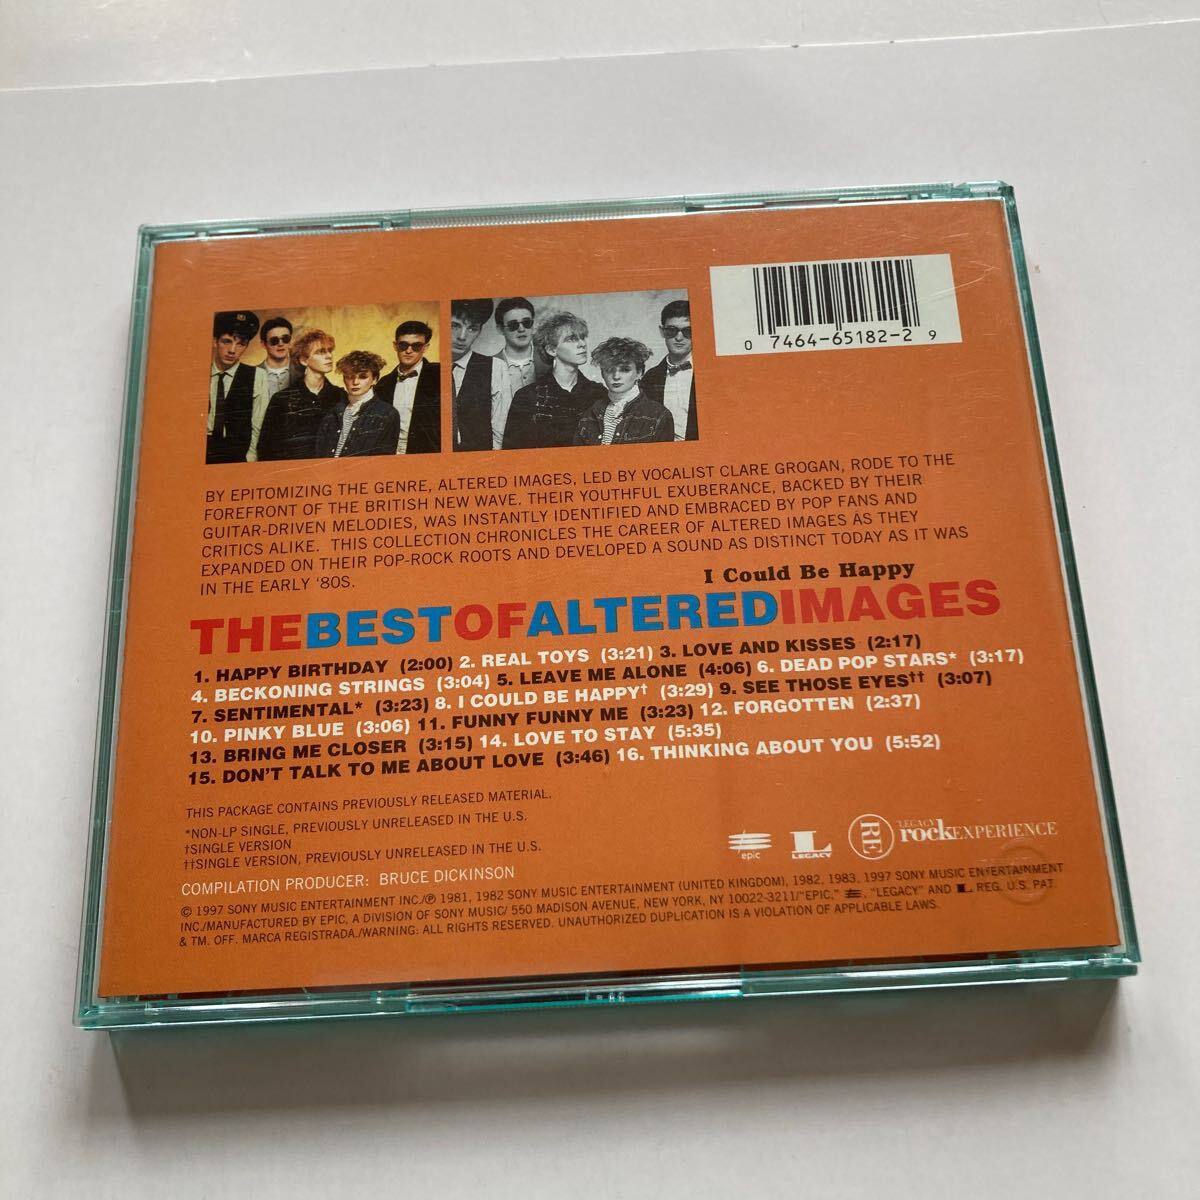 0 7464-65182-2 9
BY EPITOMIZING THE GENRE, ALTERED IMAGES, LED BY VOCALIST CLARE GROGAN, RODE TO THE
FOREFRONT OF THE BRITISH NEW WAVE. THEIR YOUTHFUL EXUBERANCE, BACKED BY THEIR
GUITAR-DRIVEN MELODIES, WAS INSTANTLY IDENTIFIED AND EMBRACED BY POP FANS AND
CRITICS ALIKE. THIS COLLECTION CHRONICLES THE CAREER OF ALTERED IMAGES AS THEY
EXPANDED ON THEIR POP-ROCK ROOTS AND DEVELOPED A SOUND AS DISTINCT TODAY AS IT WAS
IN THE EARLY '80S.
I Could Be Happy
THEBESTOFALTEREDIMAGES
1. HAPPY BIRTHDAY (2:00) 2. REAL TOYS (3:21) 3. LOVE AND KISSES (2:17)
4. BECKONING STRINGS (3:04) 5. LEAVE ME ALONE (4:06) 6. DEAD POP STARS* (3:17)
7. SENTIMENTAL* (3:23) 8. I COULD BE HAPPY† (3:29) 9. SEE THOSE EYES†† (3:07)
10. PINKY BLUE (3:06) 11. FUNNY FUNNY ME (3:23) 12. FORGOTTEN (2:37)
13. BRING ME CLOSER (3:15) 14. LOVE TO STAY (5:35)
15. DON'T TALK TO ME ABOUT LOVE (3:46) 16. THINKING ABOUT YOU (5:52)
THIS PACKAGE CONTAINS PREVIOUSLY RELEASED MATERIAL.
*NON-LP SINGLE, PREVIOUSLY UNRELEASED IN THE U.S.
†SINGLE VERSION
††SINGLE VERSION, PREVIOUSLY UNRELEASED IN THE U.S.
COMPILATION PRODUCER: BRUCE DICKINSON
epic
L
LEGACY
RE
LEGACY
rockEXPERIENCE
© 1997 SONY MUSIC ENTERTAINMENT INC./℗ 1981, 1982 SONY MUSIC ENTERTAINMENT (UNITED KINGDOM), 1982, 1983, 1997 SONY MUSIC ENTERTAINMENT
INC./MANUFACTURED BY EPIC, A DIVISION OF SONY MUSIC/ 550 MADISON AVENUE, NEW YORK, NY 10022-3211/"EPIC," E, "LEGACY" AND L REG. U.S. PAT.
& TM. OFF. MARCA REGISTRADA./WARNING: ALL RIGHTS RESERVED. UNAUTHORIZED DUPLICATION IS A VIOLATION OF APPLICABLE LAWS.